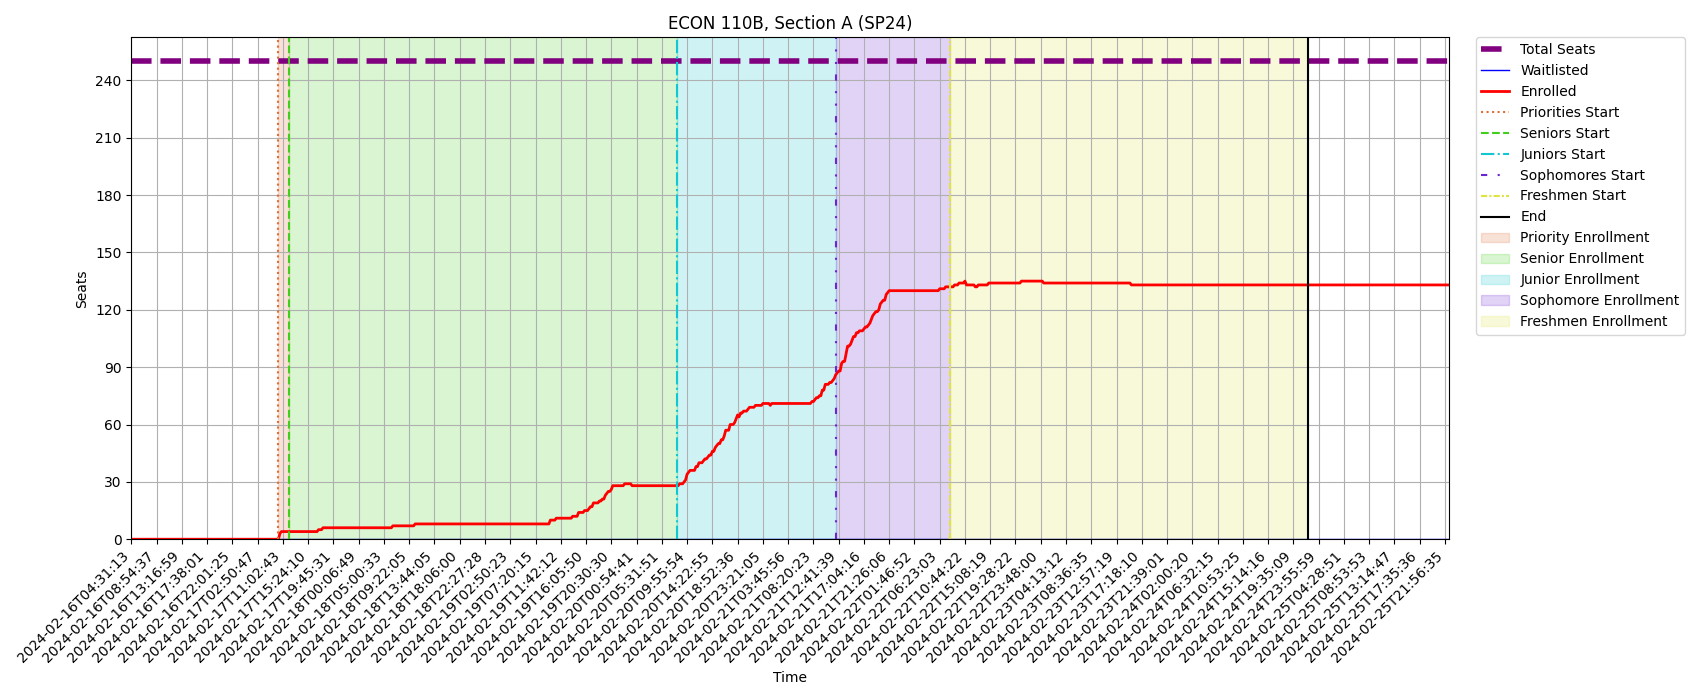 ECON 110B, Section A (SP24)
Seats
240
210
180
150
120
90
60
30
0
2024-02-16T04:31:13
2024-02-16T08:54:37
2024-02-16T13:16:59
2024-02-16T17:38:01
2024-02-16T22:01:25
2024-02-17T02:50:47
2024-02-17T11:02:43
2024-02-17T15:24:10
2024-02-17T19:45:31
2024-02-18T00:06:49
2024-02-18T05:00:33
2024-02-18T09:22:05
2024-02-18T13:44:05
2024-02-18T18:06:00
2024-02-18T22:27:28
2024-02-19T02:50:23
2024-02-19T07:20:15
2024-02-19T11:42:12
2024-02-19T16:05:50
2024-02-19T20:30:30
2024-02-20T00:54:41
2024-02-20T05:31:51
2024-02-20T09:55:54
2024-02-20T14:22:55
2024-02-20T18:52:36
2024-02-20T23:21:05
2024-02-21T03:45:56
2024-02-21T08:20:23
2024-02-21T12:41:39
2024-02-21T17:04:16
2024-02-21T21:26:06
2024-02-22T01:46:52
2024-02-22T06:23:03
2024-02-22T10:44:22
2024-02-22T15:08:19
2024-02-22T19:28:22
2024-02-22T23:48:00
2024-02-23T04:13:12
2024-02-23T08:36:35
2024-02-23T12:57:19
2024-02-23T17:18:10
2024-02-23T21:39:01
2024-02-24T02:00:20
2024-02-24T06:32:15
2024-02-24T10:53:25
2024-02-24T15:14:16
2024-02-24T19:35:09
2024-02-24T23:55:59
2024-02-25T04:28:51
2024-02-25T08:53:53
2024-02-25T13:14:47
2024-02-25T17:35:36
2024-02-25T21:56:35
Time
Total Seats
Waitlisted
Enrolled
Priorities Start
Seniors Start
Juniors Start
Sophomores Start
Freshmen Start
End
Priority Enrollment
Senior Enrollment
Junior Enrollment
Sophomore Enrollment
Freshmen Enrollment